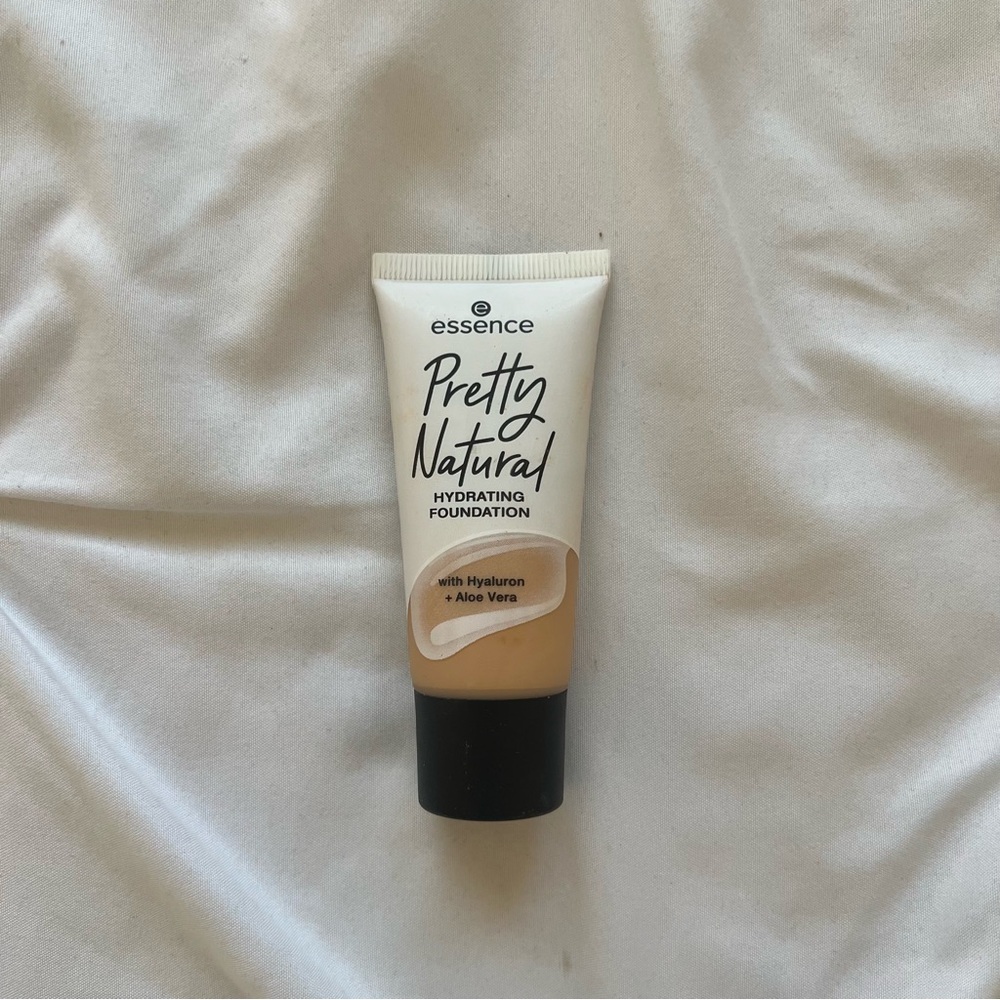 e
essence
Pretty
Natural
HYDRATING
FOUNDATION
with Hyaluron
+ Aloe Vera